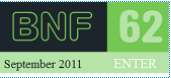 BNF 62
September 2011 ENTER